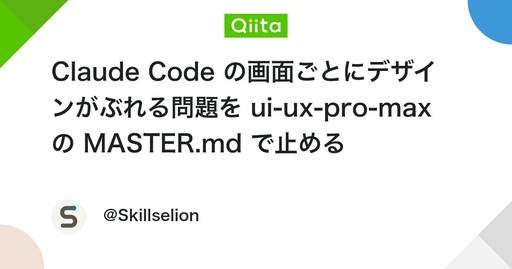 Qiita
Claude Code の画面ごとにデザイ
ンがぶれる問題を ui-ux-pro-max
の MASTER.md で止める
@Skillselion